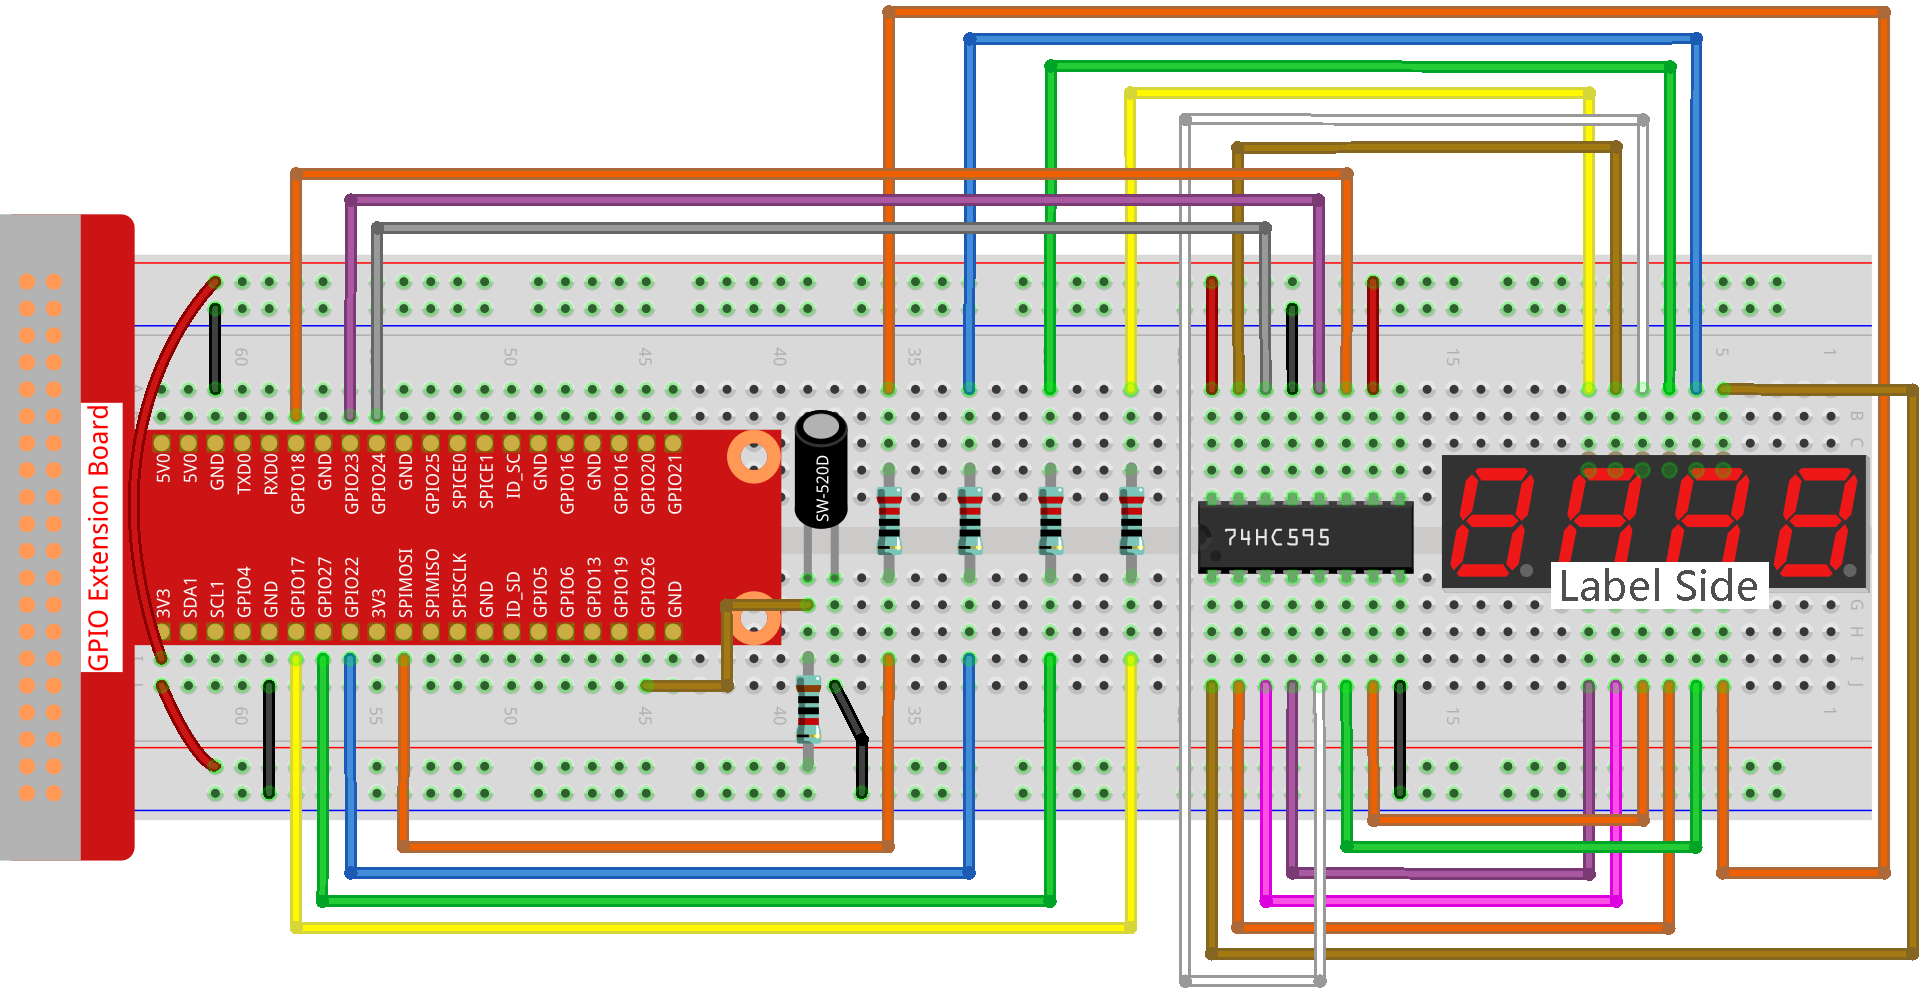 GPIO Extension Board
5V0
5V0
GND
TXD0
RXD0
GPIO18
GND
GPIO23
GPIO24
GND
GPIO25
SPICE0
SPICE1
ID_SC
GND
GPIO16
GND
GPIO16
GPIO20
GPIO21
3V3
SDA1
SCL1
GPIO4
GND
GPIO17
GPIO27
GPIO22
3V3
SPIMOSI
SPIMISO
SPISCLK
GND
ID_SD
GPIO5
GPIO6
GPIO13
GPIO19
GPIO26
GND
SW-520D
74HC595
Label Side
60
50
45
40
35
15
5
1
B
C
G
H
I
J
60
55
50
45
40
35
15
5
1